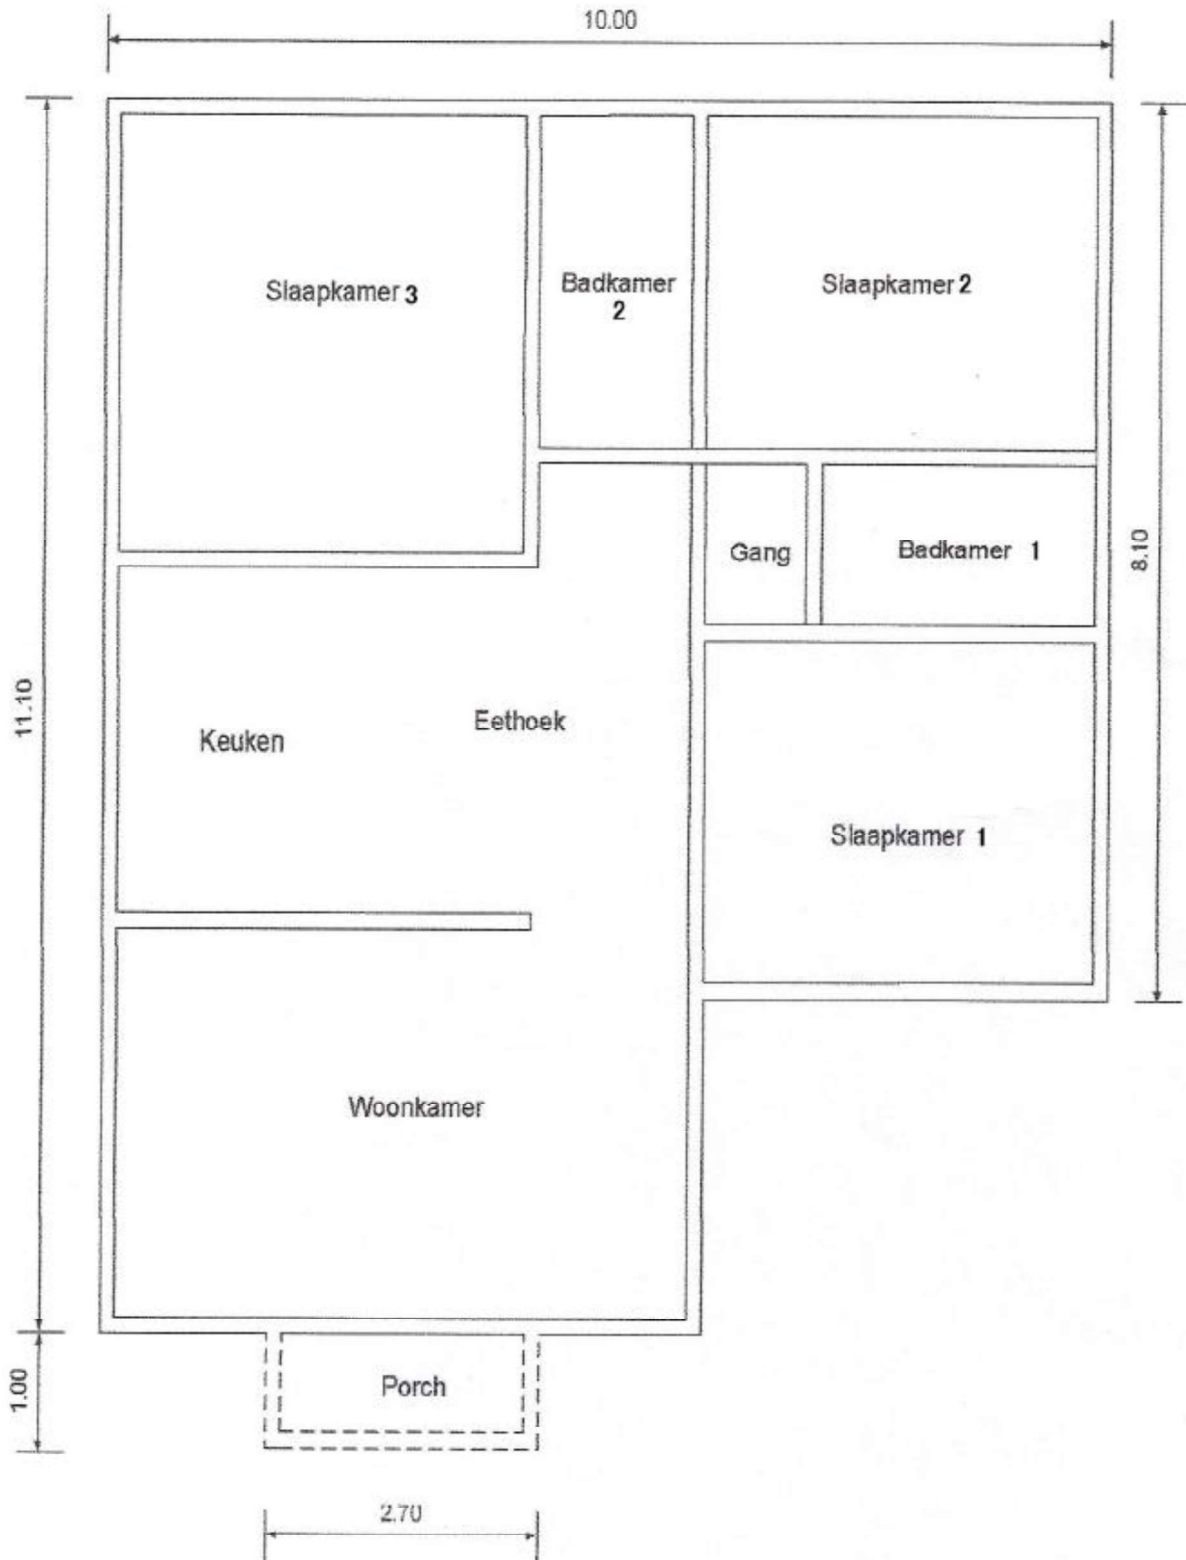 10.00
Slaapkamer 3
Badkamer
2
Slaapkamer 2
Gang
Badkamer 1
8.10
11.10
Keuken
Eethoek
Slaapkamer 1
Woonkamer
Porch
1.00
2.70